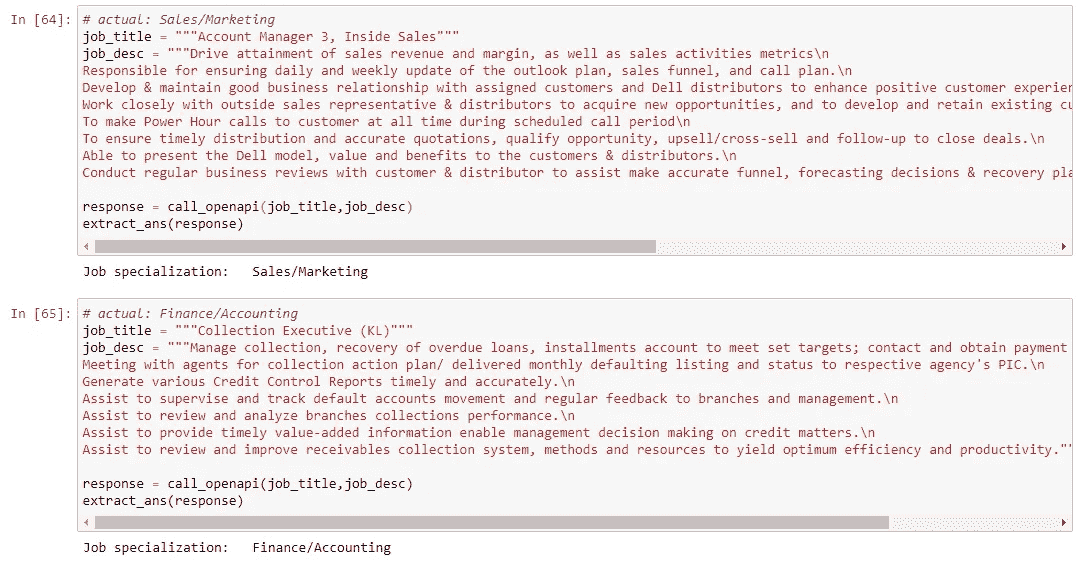 In [64]: # actual: Sales/Marketing
job_title = """Account Manager 3, Inside Sales"""
job_desc = """Drive attainment of sales revenue and margin, as well as sales activities metrics\n
Responsible for ensuring daily and weekly update of the outlook plan, sales funnel, and call plan.\n
Develop & maintain good business relationship with assigned customers and Dell distributors to enhance positive customer
Work closely with outside sales representative & distributors to acquire new opportunities, and to develop and retain existing
To make Power Hour calls to customer at all time during scheduled call period\n
To ensure timely distribution and accurate quotations, qualify opportunity, upsell/cross-sell and follow-up to close deals.\n
Able to present the Dell model, value and benefits to the customers & distributors.\n
Conduct regular business reviews with customer & distributor to assist make accurate funnel, forecasting decisions & recovery
response = call_openapi(job_title,job_desc)
extract_ans(response)
Job specialization:   Sales/Marketing
In [65]: # actual: Finance/Accounting
job_title = """Collection Executive (KL)"""
job_desc = """Manage collection, recovery of overdue loans, installments account to meet set targets; contact and obtain payment
Meeting with agents for collection action plan/ delivered monthly defaulting listing and status to respective agency's PIC.\n
Generate various Credit Control Reports timely and accurately.\n
Assist to supervise and track default accounts movement and regular feedback to branches and management.\n
Assist to review and analyze branches collections performance.\n
Assist to provide timely value-added information enable management decision making on credit matters.\n
Assist to review and improve receivables collection system, methods and resources to yield optimum efficiency and productivity.""
response = call_openapi(job_title,job_desc)
extract_ans(response)
Job specialization:   Finance/Accounting